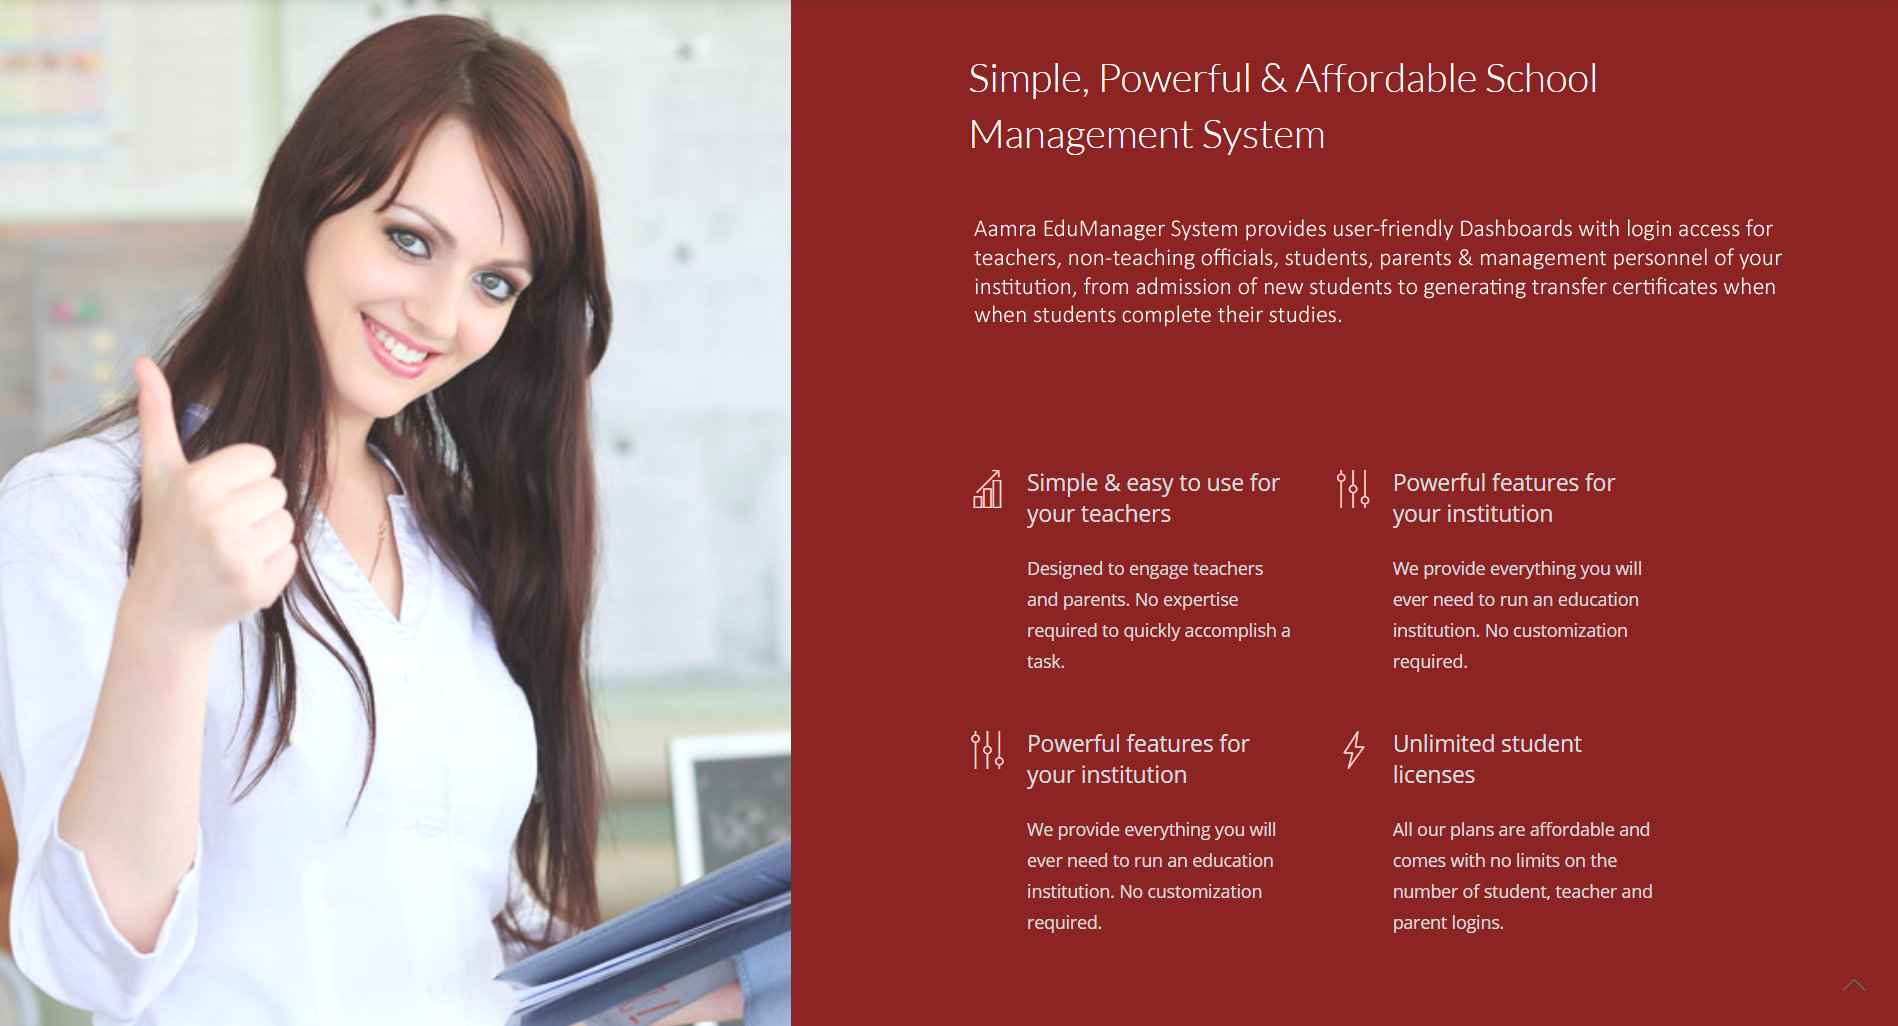 Simple, Powerful & Affordable School
Management System
Aamra EduManager System provides user-friendly Dashboards with login access for
teachers, non-teaching officials, students, parents & management personnel of your
institution, from admission of new students to generating transfer certificates when
when students complete their studies.
Simple & easy to use for
your teachers
Designed to engage teachers
and parents. No expertise
required to quickly accomplish a
task.
Powerful features for
your institution
We provide everything you will
ever need to run an education
institution. No customization
required.
Powerful features for
your institution
We provide everything you will
ever need to run an education
institution. No customization
required.
Unlimited student
licenses
All our plans are affordable and
comes with no limits on the
number of student, teacher and
parent logins.